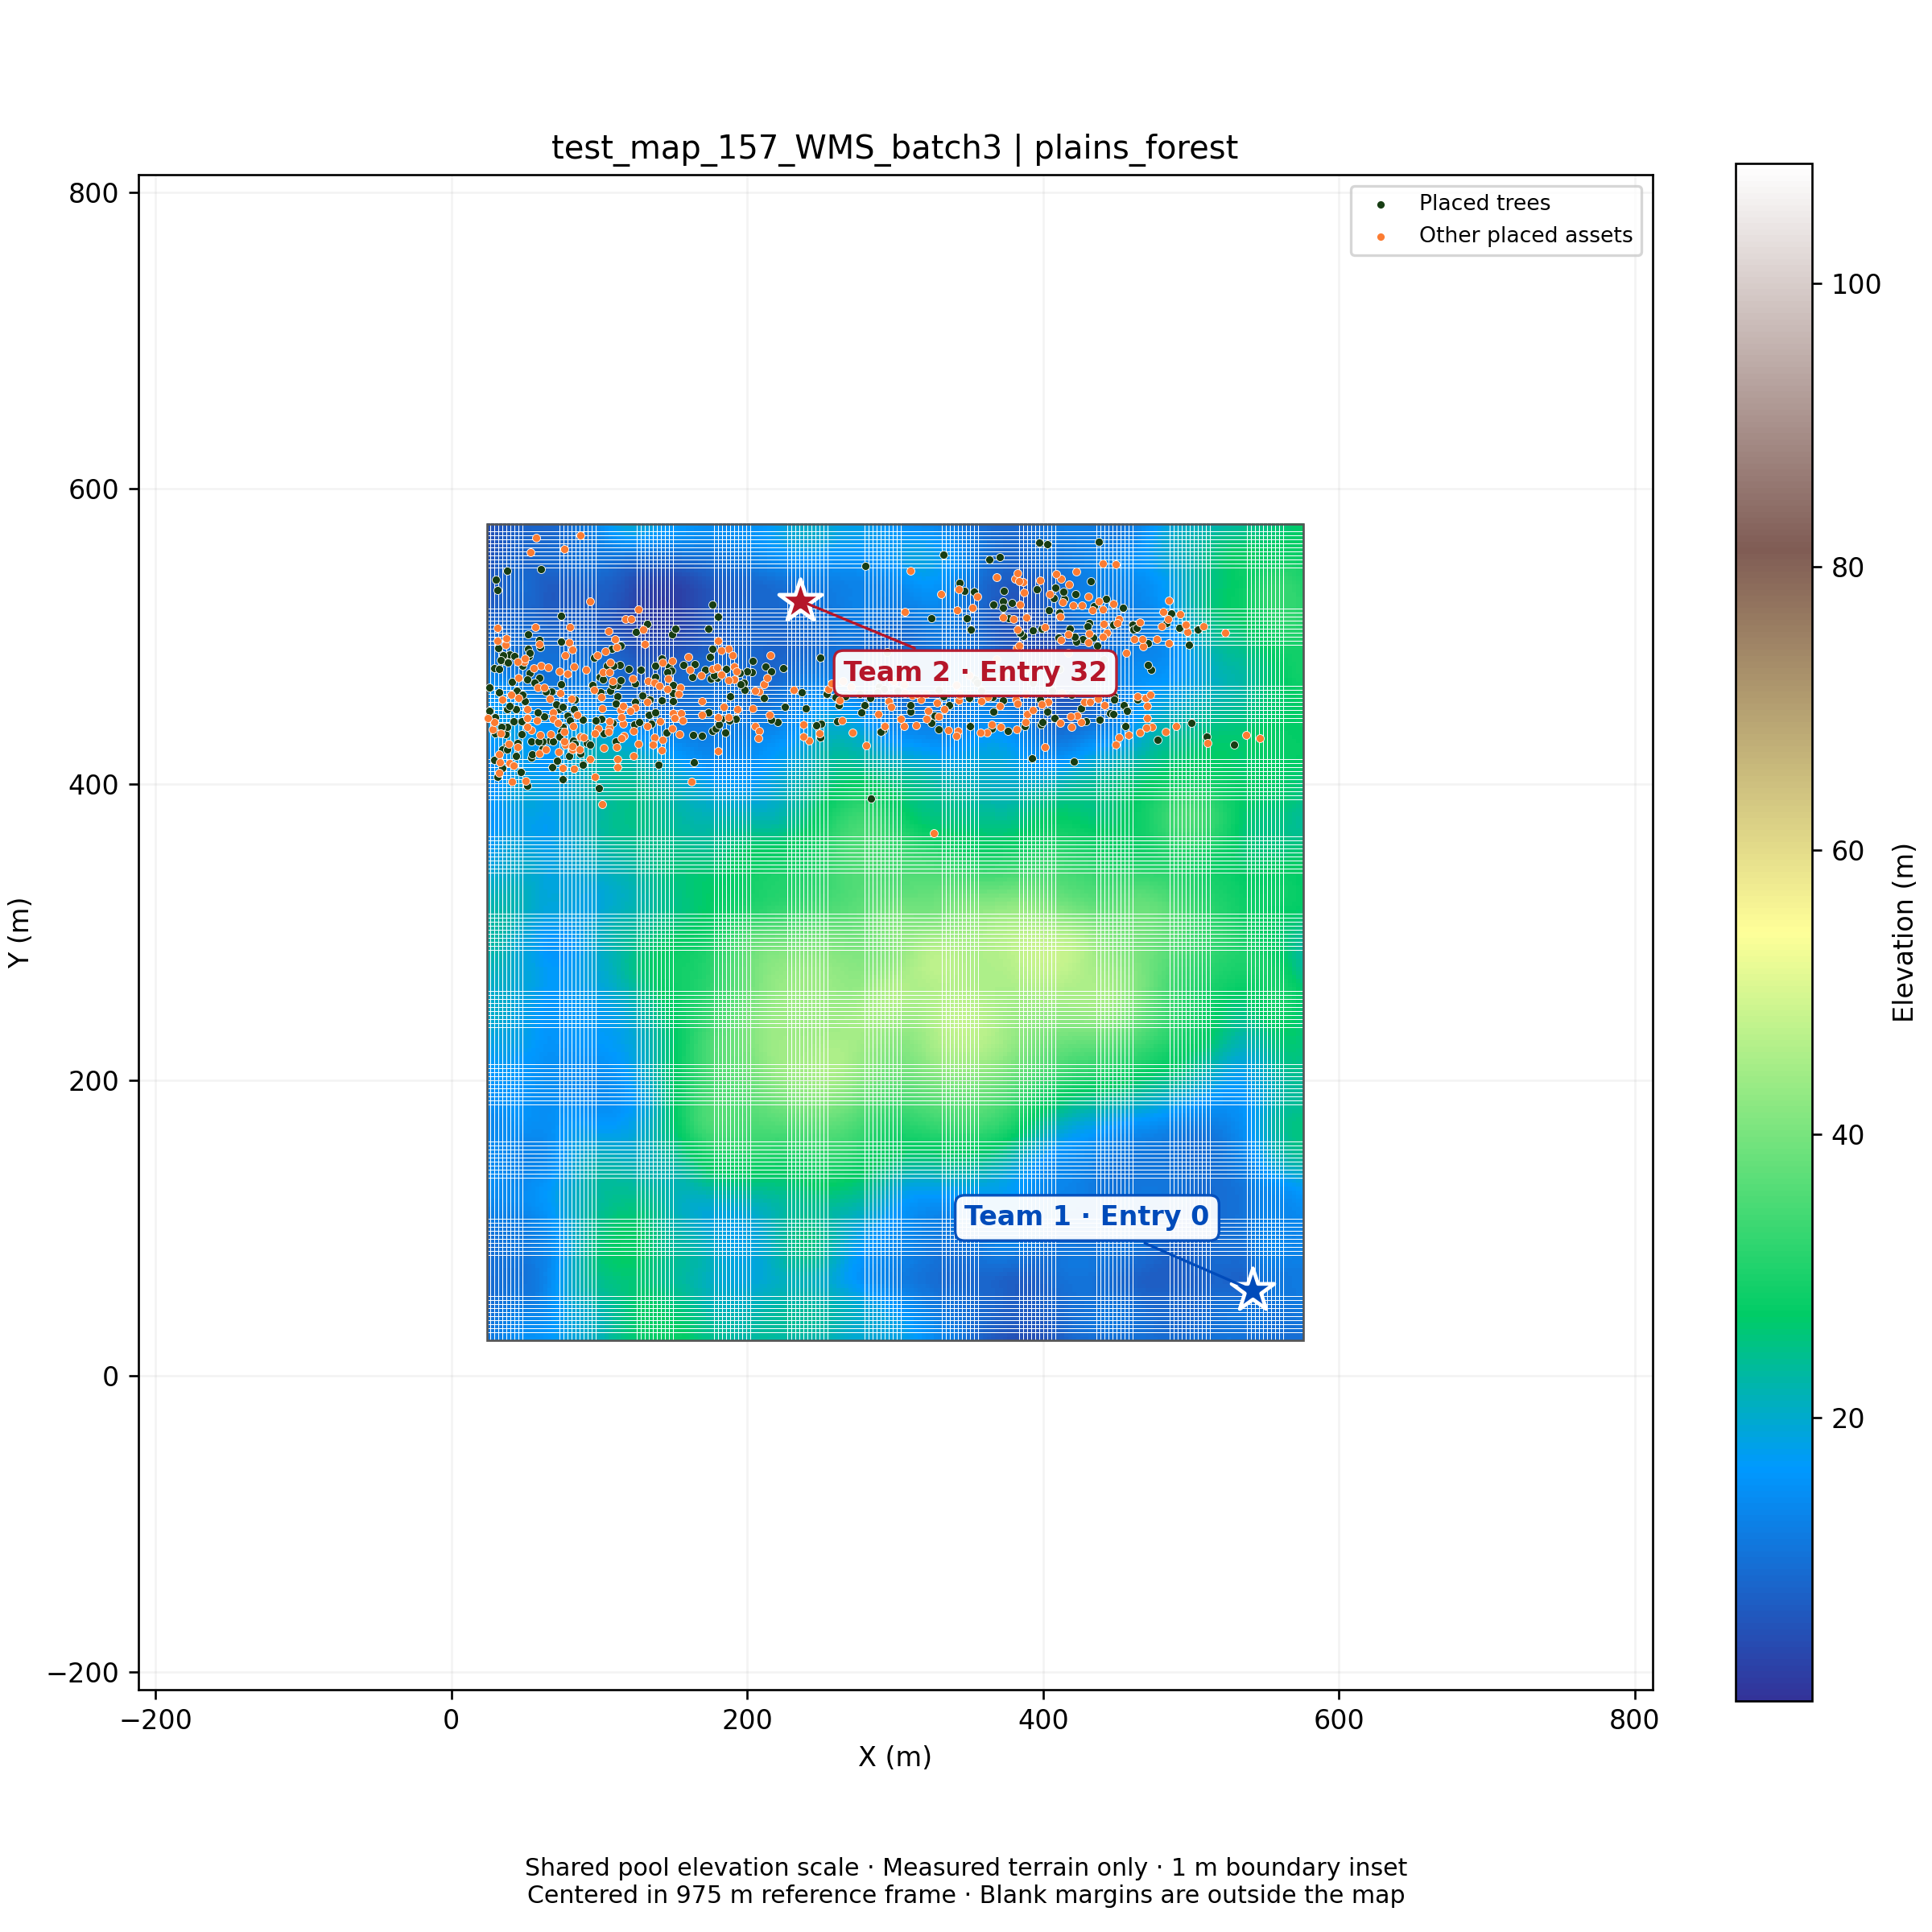 test_map_157_WMS_batch3 | plains_forest
800
600
400
200
0
−200
−200
0
200
400
600
800
Y (m)
X (m)
Placed trees
Other placed assets
Team 2 · Entry 32
Team 1 · Entry 0
100
80
60
40
20
Elevation (m)
Shared pool elevation scale · Measured terrain only · 1 m boundary inset
Centered in 975 m reference frame · Blank margins are outside the map